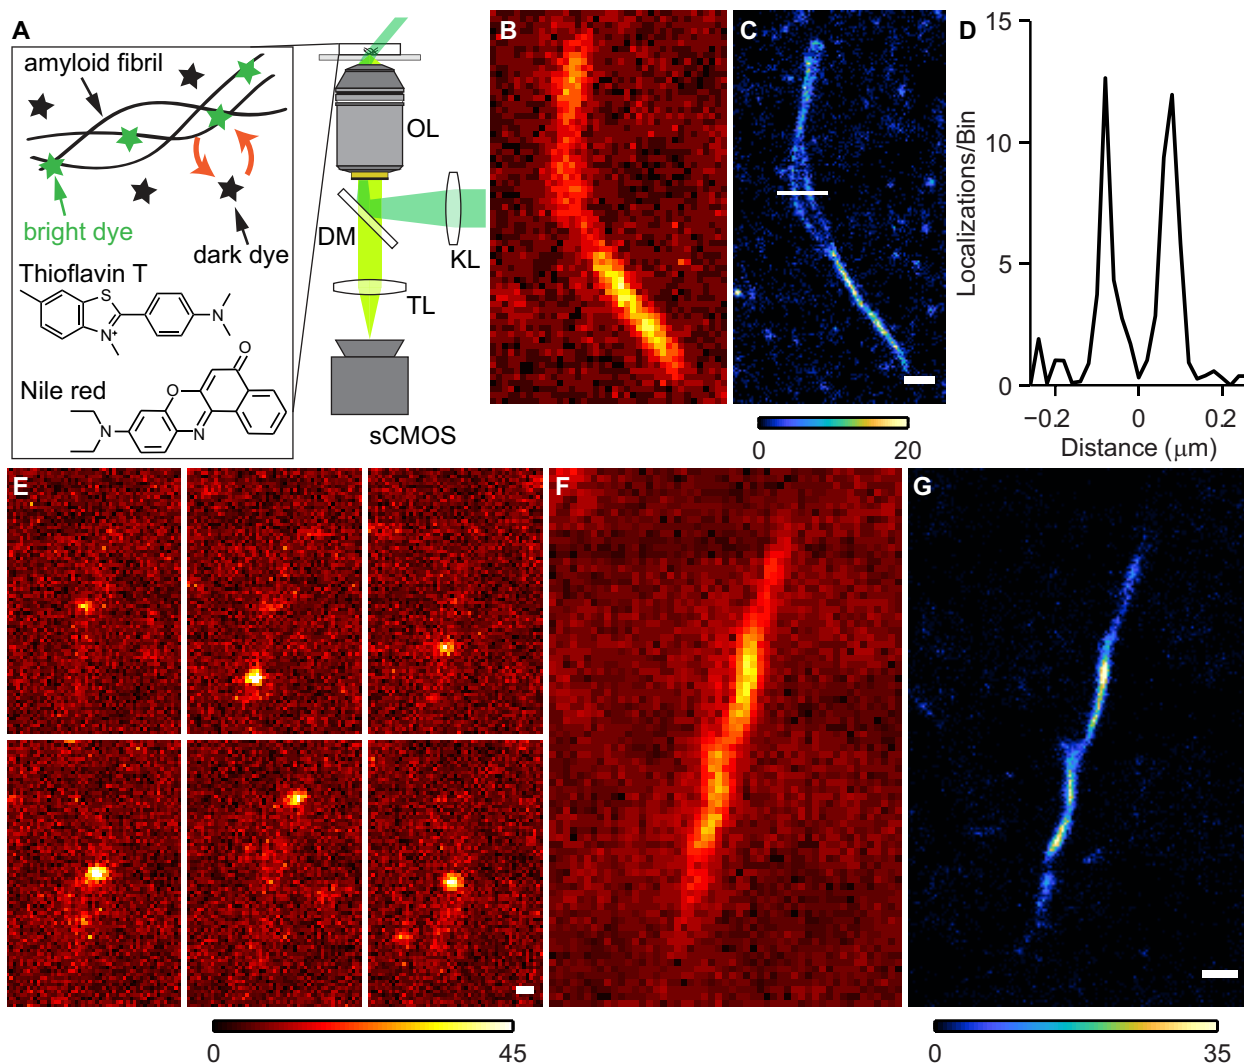 A
amyloid fibril
bright dye
dark dye
Thioflavin T
S
N
N+
Nile red
O
O
N
N
OL
DM
KL
TL
sCMOS
B
C
0
20
D
15
10
5
0
Localizations/Bin
−0.2
0
0.2
Distance (μm)
E
0
45
F
G
0
35